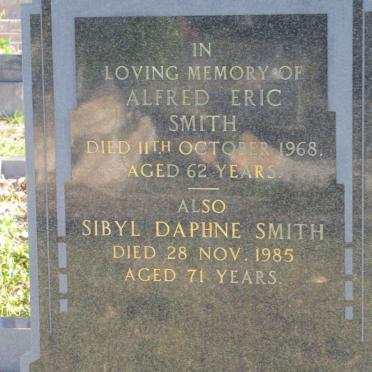 IN
LOVING MEMORY OF
ALFRED ERIC
SMITH
DIED 11TH OCTOBER 1968,
AGED 62 YEARS.
ALSO
SIBYL DAPHNE SMITH
DIED 28 NOV. 1985
AGED 71 YEARS.